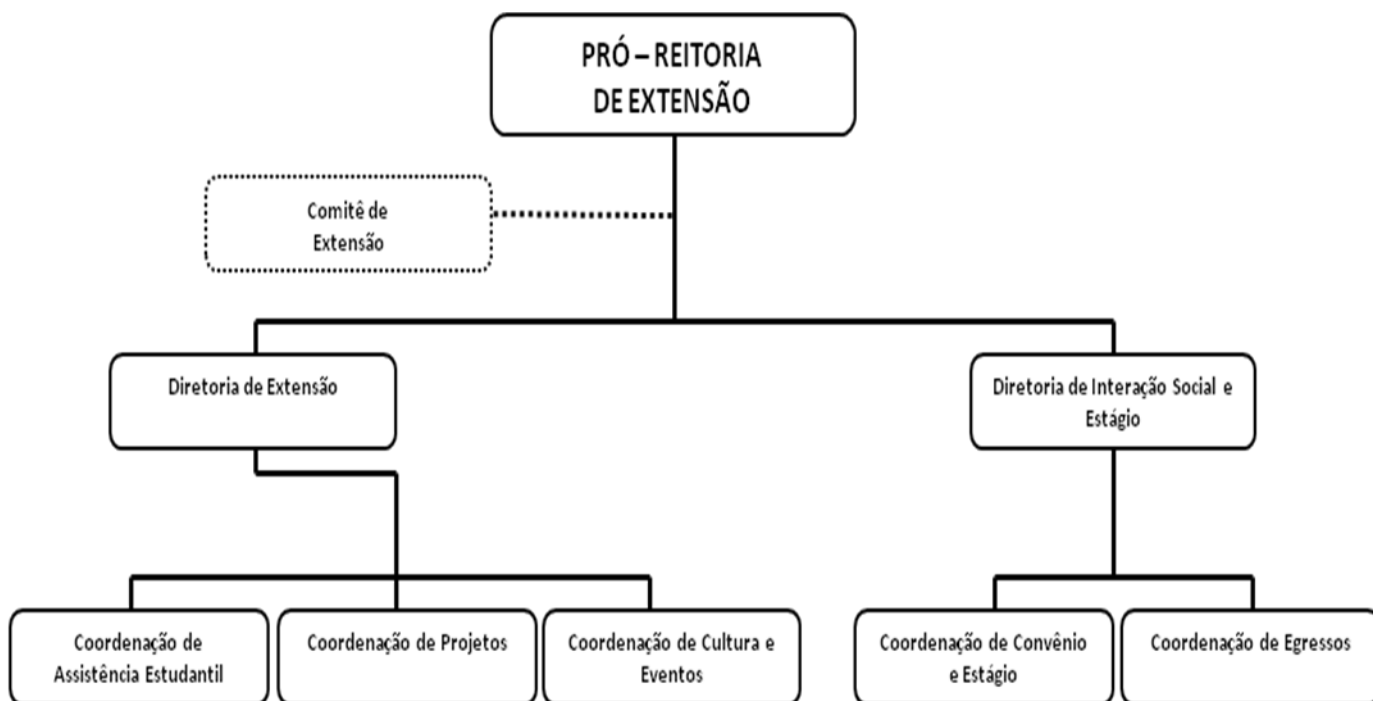 PRÓ – REITORIA
DE EXTENSÃO
Comitê de
Extensão
Diretoria de Extensão
Diretoria de Interação Social e
Estágio
Coordenação de
Assistência Estudantil
Coordenação de Projetos
Coordenação de Cultura e
Eventos
Coordenação de Convênio
e Estágio
Coordenação de Egressos